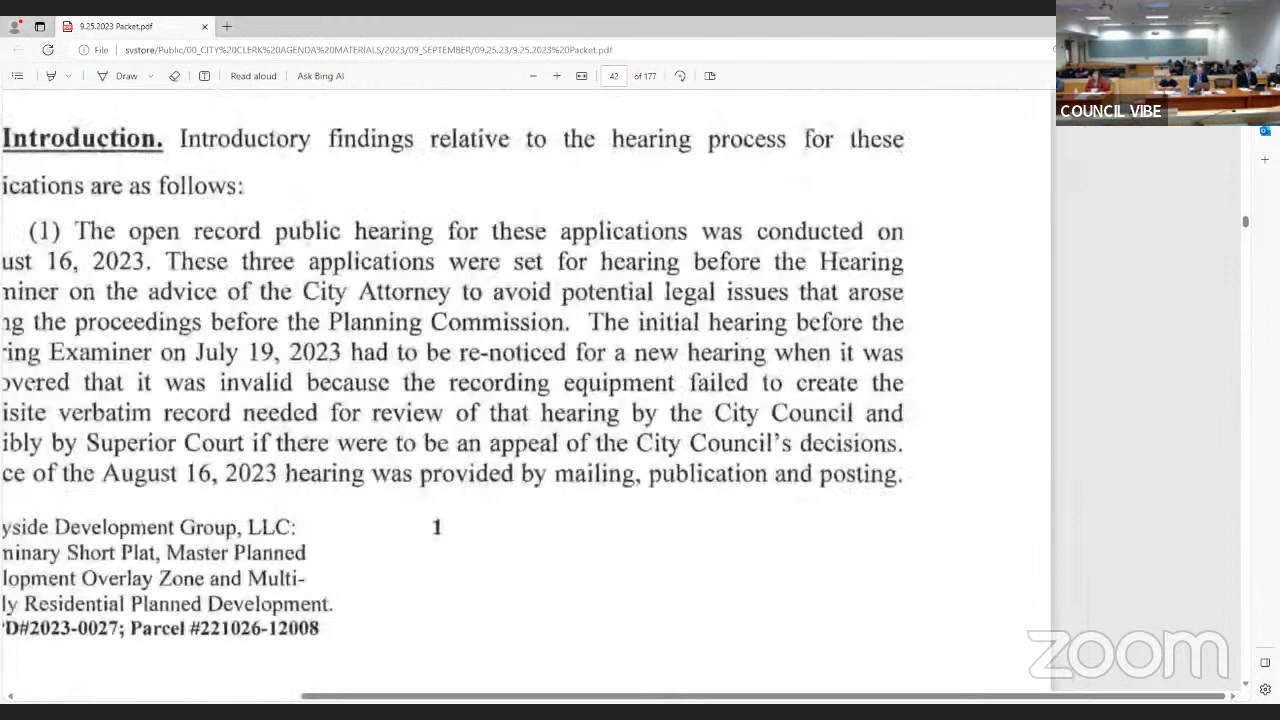 9.25.2023 Packet.pdf
File svstore/Public/00_CITY%20CLERK%20AGENDA%20MATERIALS/2023/09_SEPTEMBER/09.25.23/9.25.2023%20Packet.pdf
Draw Read aloud Ask Bing AI 42 of 177
COUNCIL VIBE
Introduction. Introductory findings relative to the hearing process for these
ications are as follows:
(1) The open record public hearing for these applications was conducted on
ust 16, 2023. These three applications were set for hearing before the Hearing
niner on the advice of the City Attorney to avoid potential legal issues that arose
ng the proceedings before the Planning Commission. The initial hearing before the
ring Examiner on July 19, 2023 had to be re-noticed for a new hearing when it was
overed that it was invalid because the recording equipment failed to create the
isite verbatim record needed for review of that hearing by the City Council and
ibly by Superior Court if there were to be an appeal of the City Council's decisions.
ce of the August 16, 2023 hearing was provided by mailing, publication and posting.
yside Development Group, LLC:
1
ninary Short Plat, Master Planned
lopment Overlay Zone and Multi-
ly Residential Planned Development.
D#2023-0027; Parcel #221026-12008
zoom